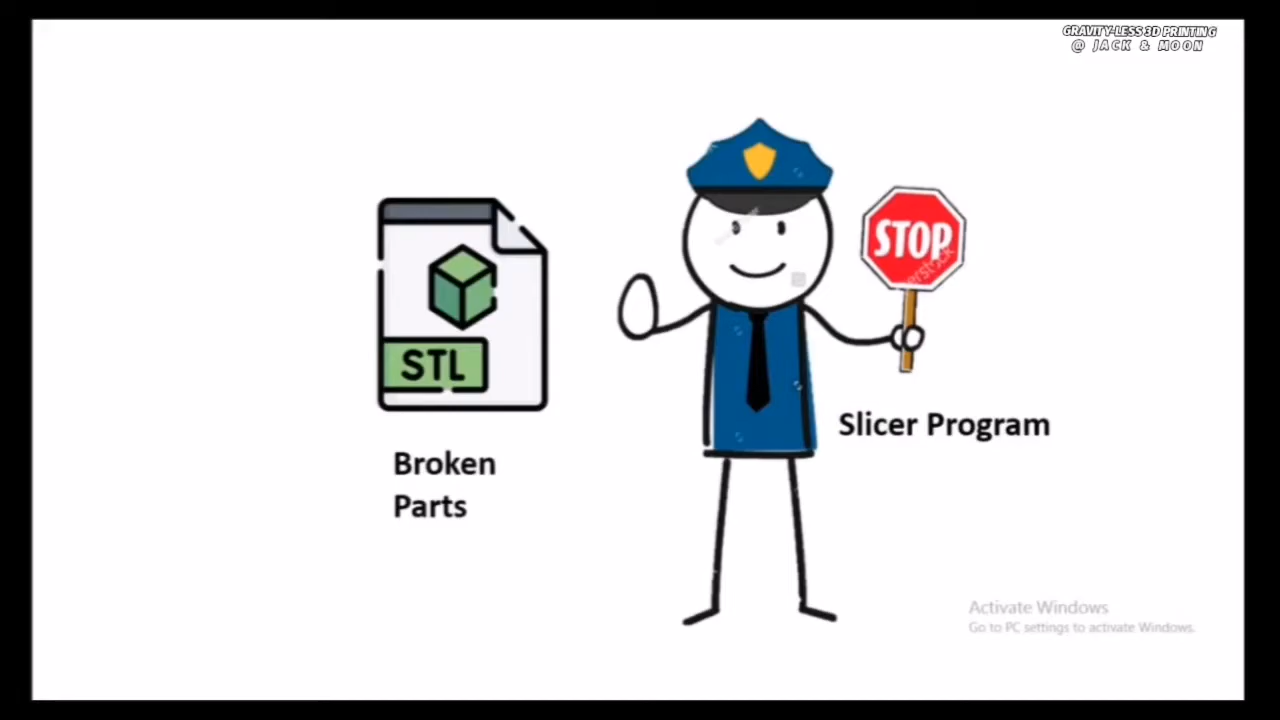 GRAVITY-LESS 3D PRINTING
@ JACK & MOON
STOP
STL
Slicer Program
Broken
Parts
Activate Windows
Go to PC settings to activate Windows.